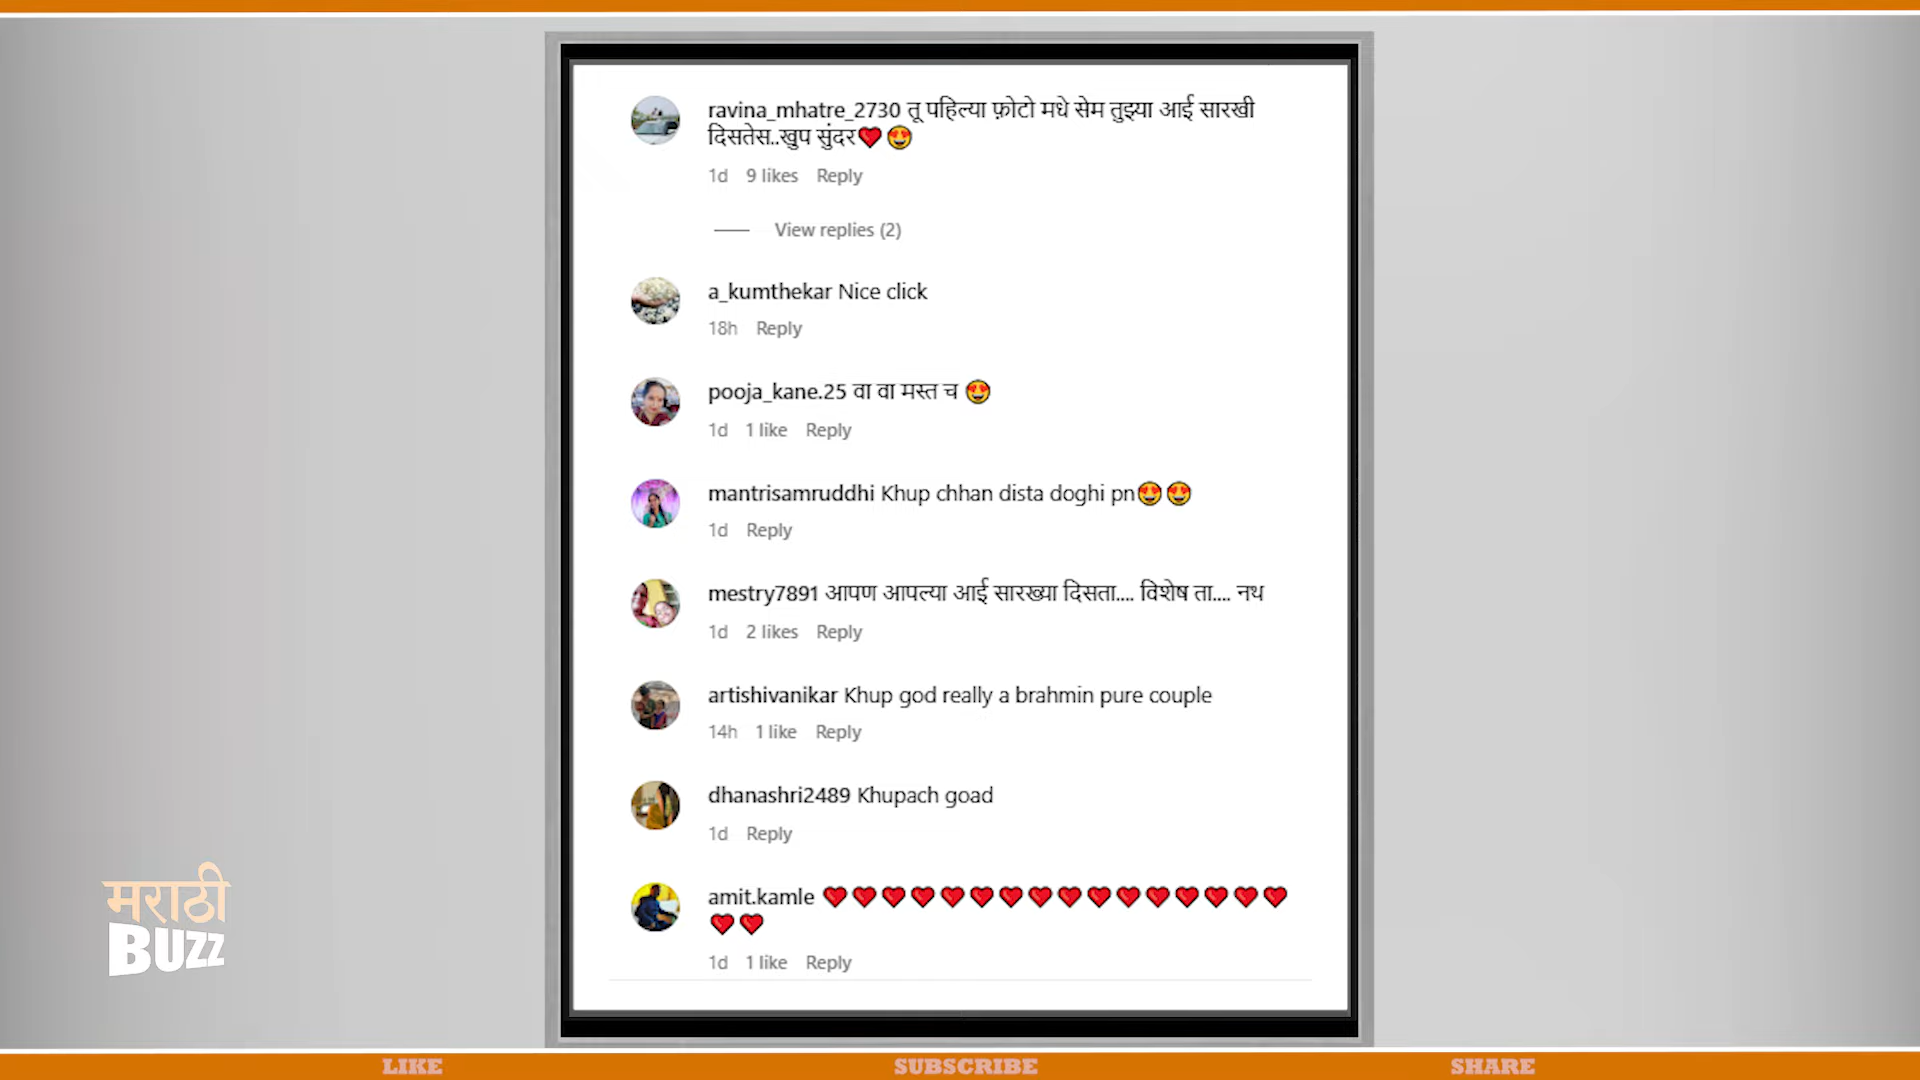 ravina_mhatre_2730 तू पहिल्या फ़ोटो मधे सेम तुझ्या आई सारखी
दिसतेस..खुप सुंदर❤️😍
1d 9 likes Reply
View replies (2)
a_kumthekar Nice click
18h Reply
pooja_kane.25 वा वा मस्त च 😍
1d 1 like Reply
mantrisamruddhi Khup chhan dista doghi pn😍😍
1d Reply
mestry7891 आपण आपल्या आई सारख्या दिसता.... विशेष ता.... नथ
1d 2 likes Reply
artishivanikar Khup god really a brahmin pure couple
14h 1 like Reply
dhanashri2489 Khupach goad
1d Reply
amit.kamle ❤️❤️❤️❤️❤️❤️❤️❤️❤️❤️❤️❤️❤️❤️❤️❤️
❤️❤️
1d 1 like Reply
मराठी
BUZZ
LIKE SUBSCRIBE SHARE